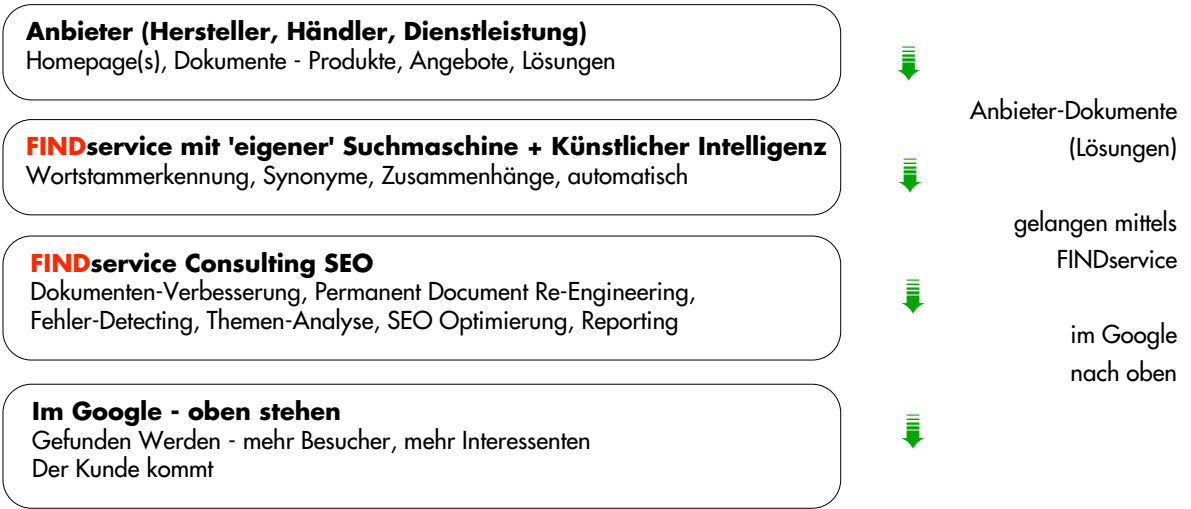 Anbieter (Hersteller, Händler, Dienstleistung)
Homepage(s), Dokumente - Produkte, Angebote, Lösungen
Anbieter-Dokumente
(Lösungen)
FINDservice mit 'eigener' Suchmaschine + Künstlicher Intelligenz
Wortstammerkennung, Synonyme, Zusammenhänge, automatisch
gelangen mittels
FINDservice
FINDservice Consulting SEO
Dokumenten-Verbesserung, Permanent Document Re-Engineering,
Fehler-Detecting, Themen-Analyse, SEO Optimierung, Reporting
im Google
nach oben
Im Google - oben stehen
Gefunden Werden - mehr Besucher, mehr Interessenten
Der Kunde kommt